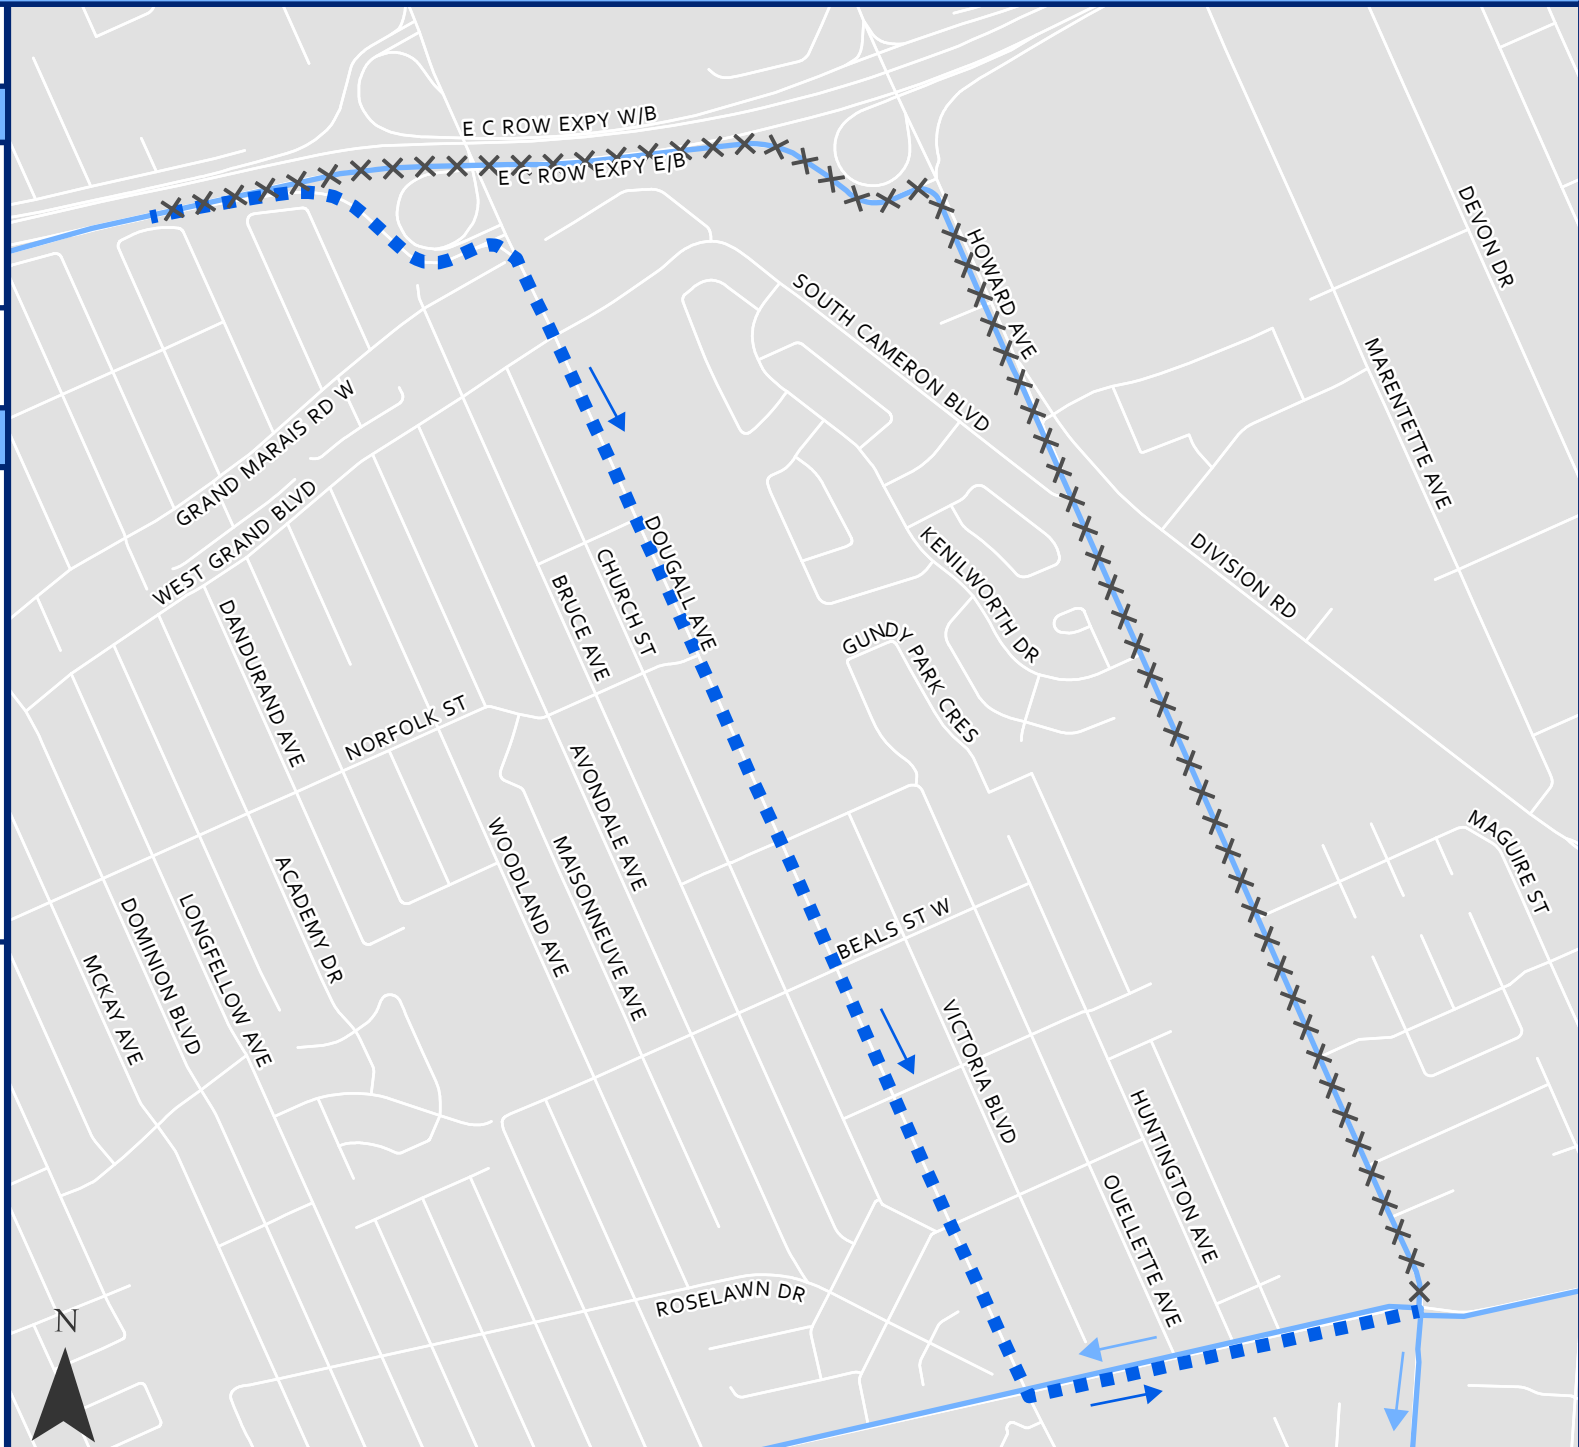 E C ROW EXPY W/B
E C ROW EXPY E/B
DEVON DR
HOWARD AVE
SOUTH CAMERON BLVD
MARENTETTE AVE
GRAND MARAIS RD W
WEST GRAND BLVD
DOUGALL AVE
CHURCH ST
BRUCE AVE
KENILWORTH DR
DIVISION RD
DANDURAND AVE
GUNDY PARK CRES
NORFOLK ST
AVONDALE AVE
WOODLAND AVE
MAISONNEUVE AVE
MAGUIRE ST
ACADEMY DR
LONGFELLOW AVE
DOMINION BLVD
MCKAY AVE
BEALS ST W
VICTORIA BLVD
HUNTINGTON AVE
OUELLETTE AVE
ROSELAWN DR
N